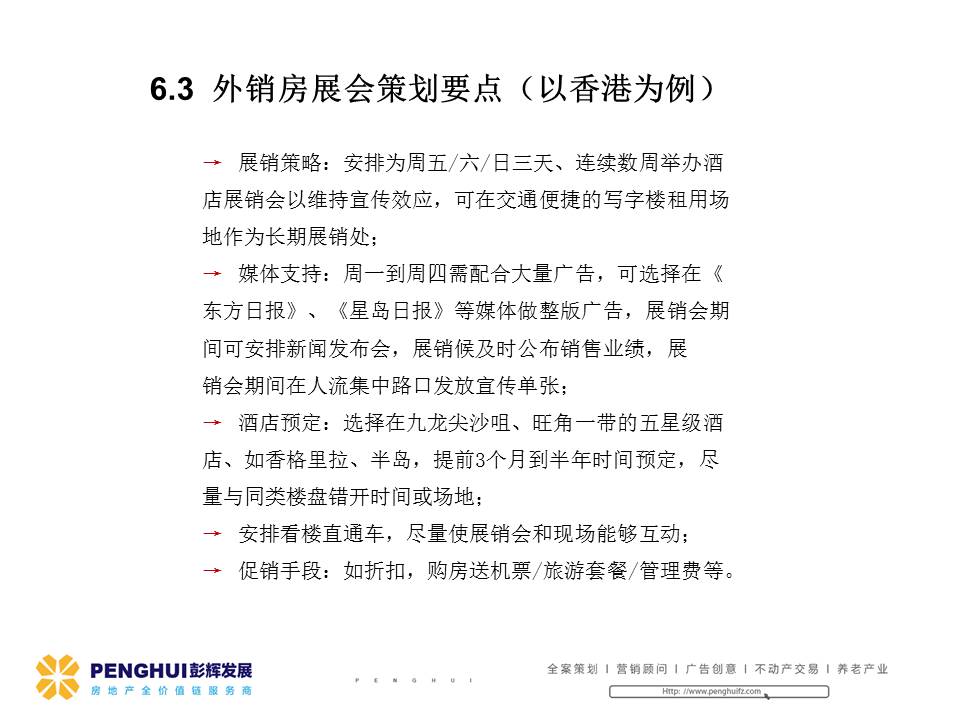 6.3 外销房展会策划要点（以香港为例）
→ 展销策略：安排为周五/六/日三天、连续数周举办酒
店展销会以维持宣传效应，可在交通便捷的写字楼租用场
地作为长期展销处；
→ 媒体支持：周一到周四需配合大量广告，可选择在《
东方日报》、《星岛日报》等媒体做整版广告，展销会期
间可安排新闻发布会，展销候及时公布销售业绩，展
销会期间在人流集中路口发放宣传单张；
→ 酒店预定：选择在九龙尖沙咀、旺角一带的五星级酒
店、如香格里拉、半岛，提前3个月到半年时间预定，尽
量与同类楼盘错开时间或场地；
→ 安排看楼直通车，尽量使展销会和现场能够互动；
→ 促销手段：如折扣，购房送机票/旅游套餐/管理费等。
PENGHUI彭辉发展
房地产全价值链服务商
PENGHUI
全案策划 | 营销顾问 | 广告创意 | 不动产交易 | 养老产业
Http: //www.penghuifz.com